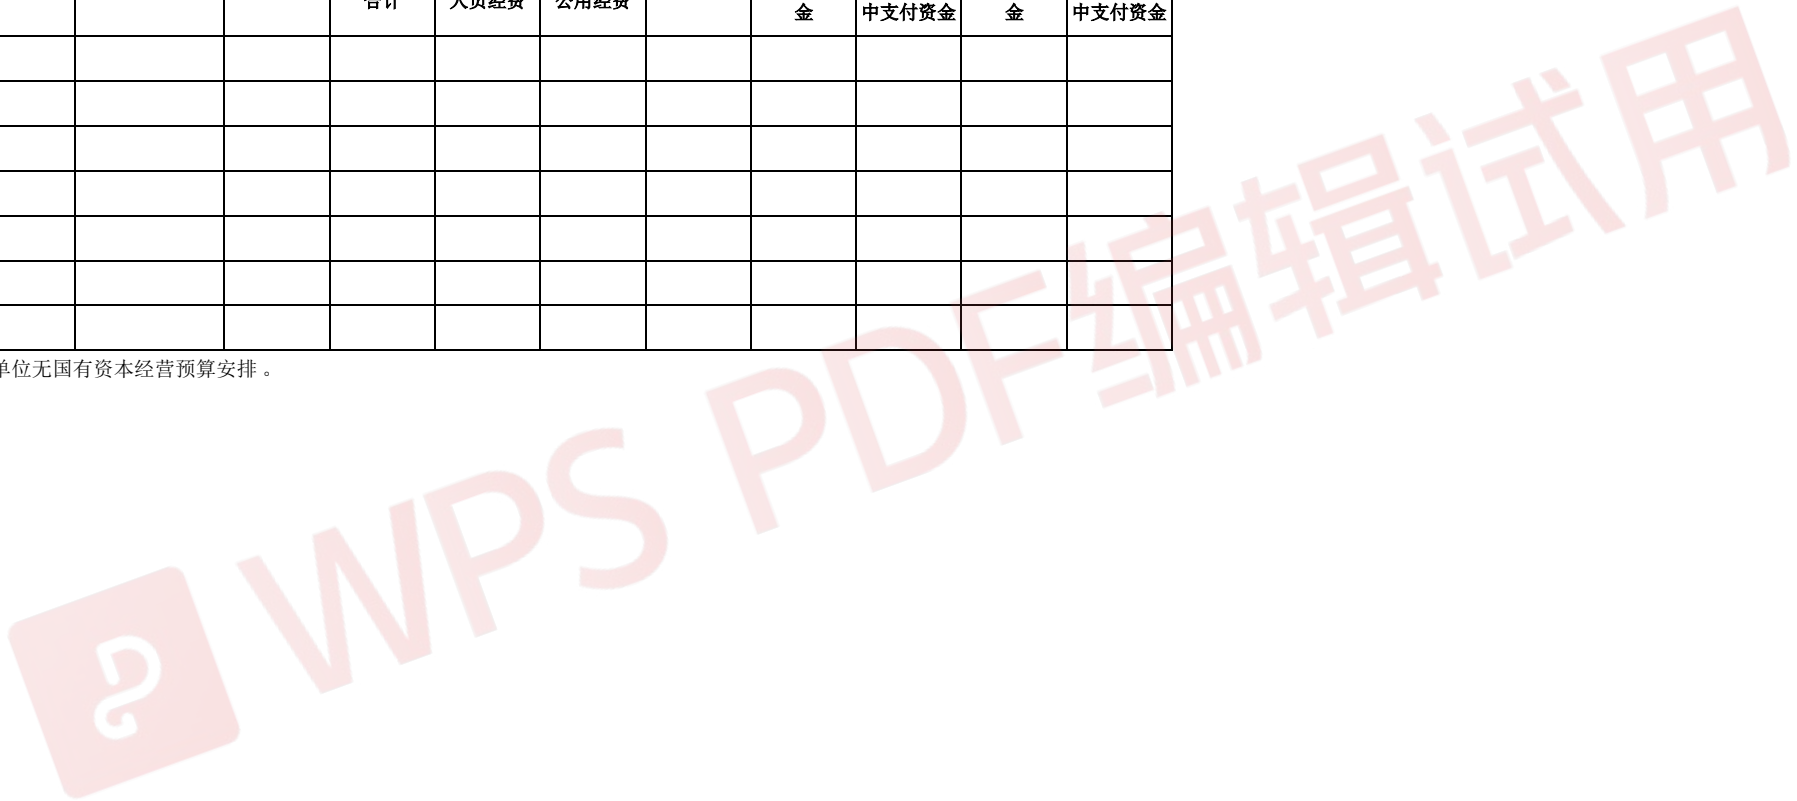 合计 人员经费 公用经费
金 中支付资金 金 中支付资金
单位无国有资本经营预算安排 。
WPS PDF编辑试用